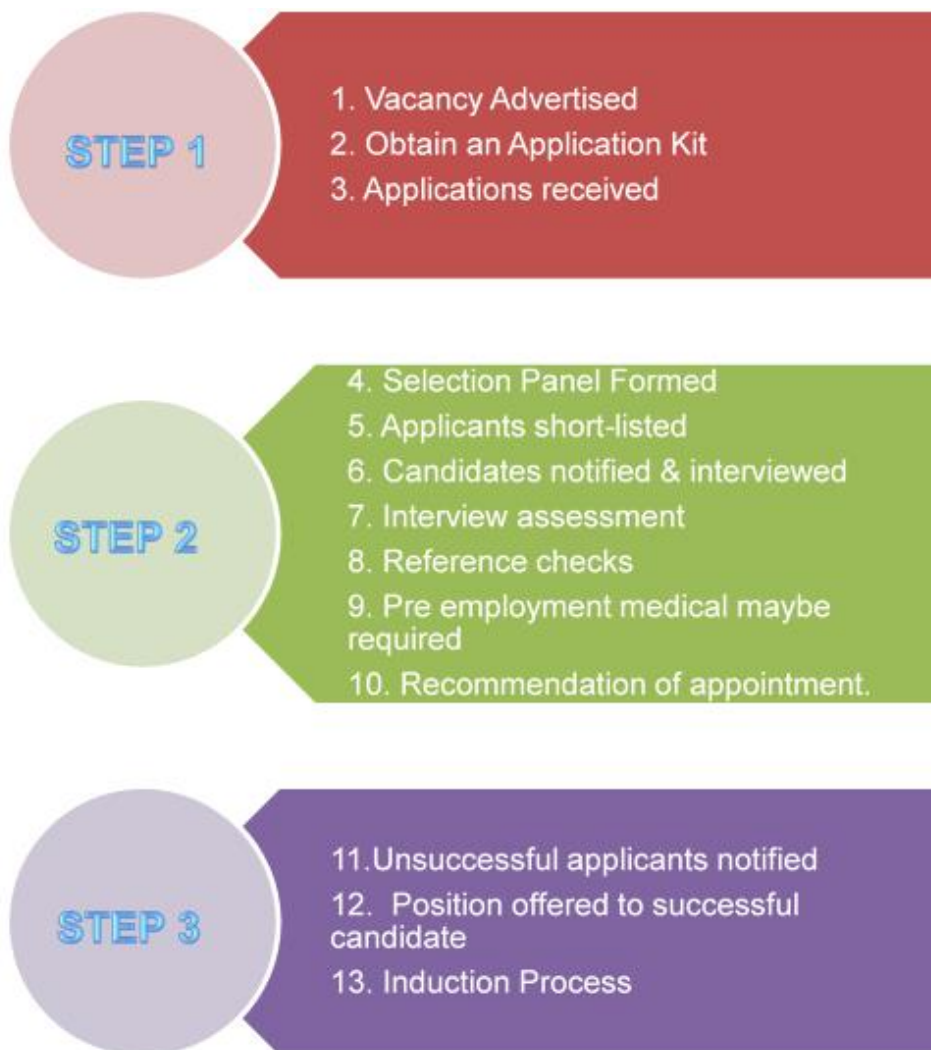 STEP 1
1. Vacancy Advertised
2. Obtain an Application Kit
3. Applications received
STEP 2
4. Selection Panel Formed
5. Applicants short-listed
6. Candidates notified & interviewed
7. Interview assessment
8. Reference checks
9. Pre employment medical maybe
required
10. Recommendation of appointment.
STEP 3
11.Unsuccessful applicants notified
12.  Position offered to successful
candidate
13. Induction Process